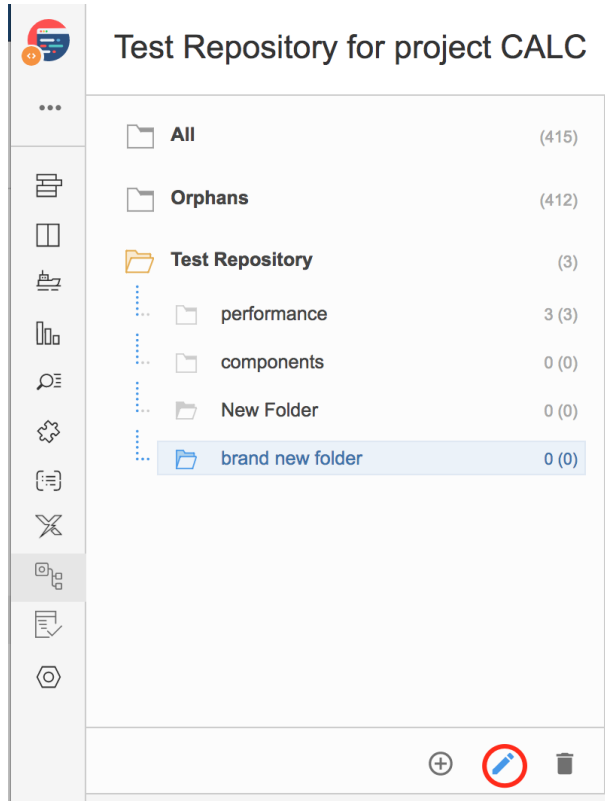 Test Repository for project CALC
All (415)
Orphans (412)
Test Repository (3)
performance 3 (3)
components 0 (0)
New Folder 0 (0)
brand new folder 0 (0)